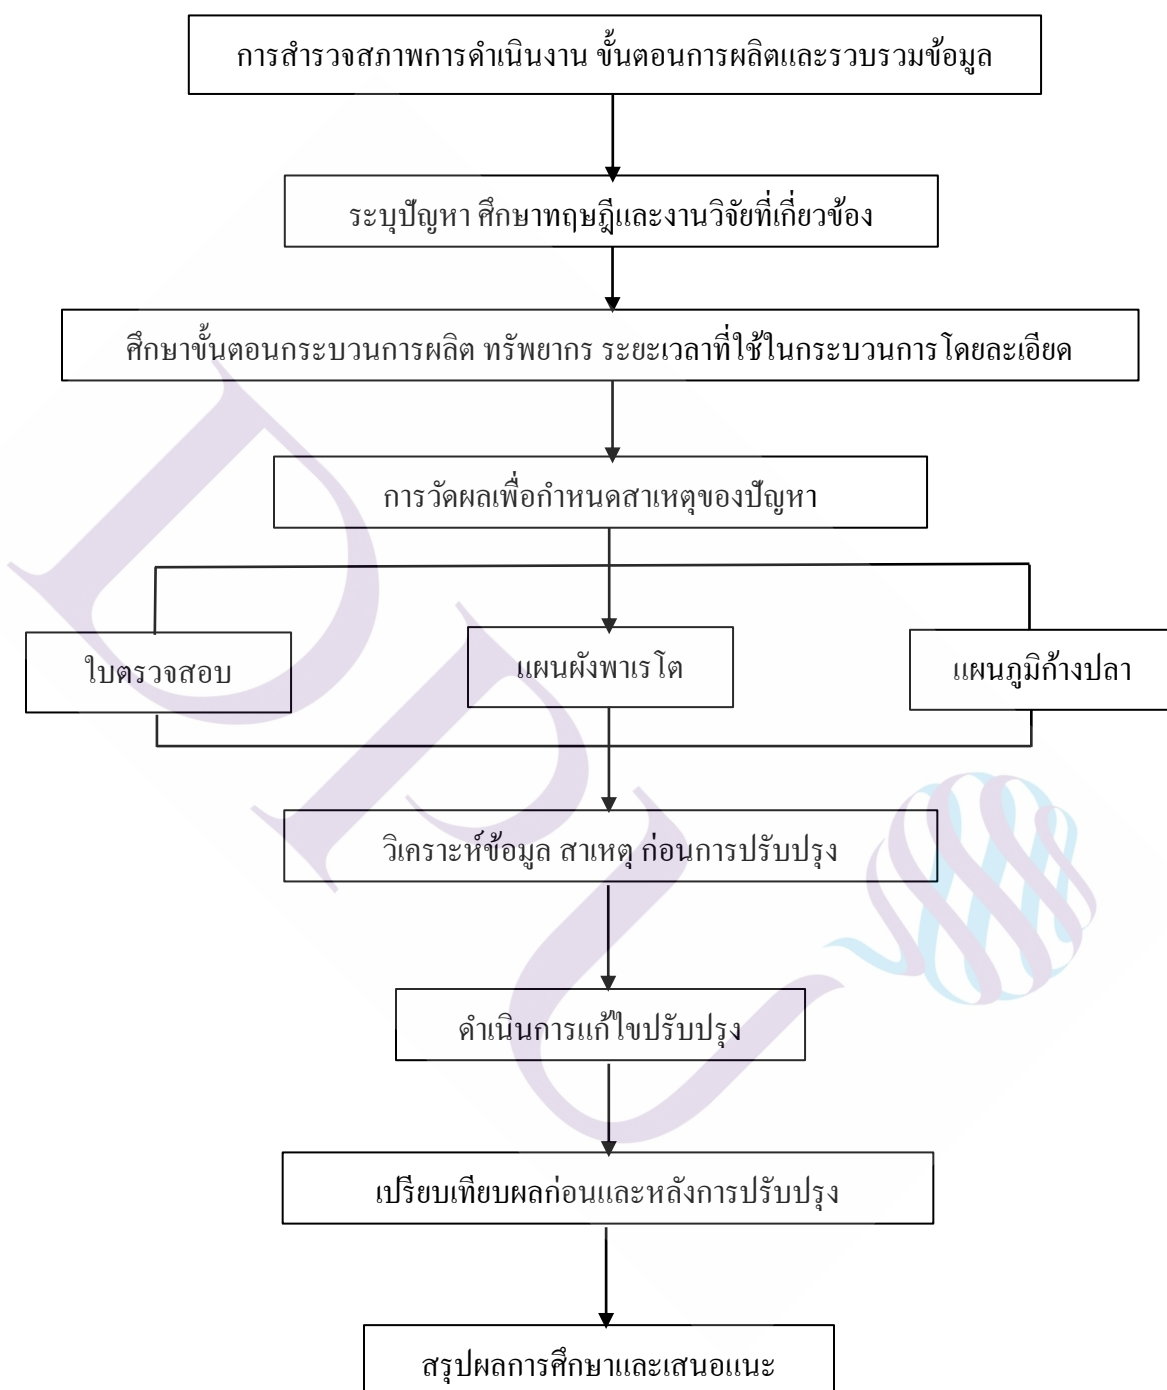 การสำรวจสภาพการดำเนินงาน ขั้นตอนการผลิตและรวบรวมข้อมูล
ระบุปัญหา ศึกษาทฤษฎีและงานวิจัยที่เกี่ยวข้อง
ศึกษาขั้นตอนกระบวนการผลิต ทรัพยากร ระยะเวลาที่ใช้ในกระบวนการโดยละเอียด
การวัดผลเพื่อกำหนดสาเหตุของปัญหา
ใบตรวจสอบ
แผนผังพาเรโต
แผนภูมิก้างปลา
วิเคราะห์ข้อมูล สาเหตุ ก่อนการปรับปรุง
ดำเนินการแก้ไขปรับปรุง
เปรียบเทียบผลก่อนและหลังการปรับปรุง
สรุปผลการศึกษาและเสนอแนะ
DPU